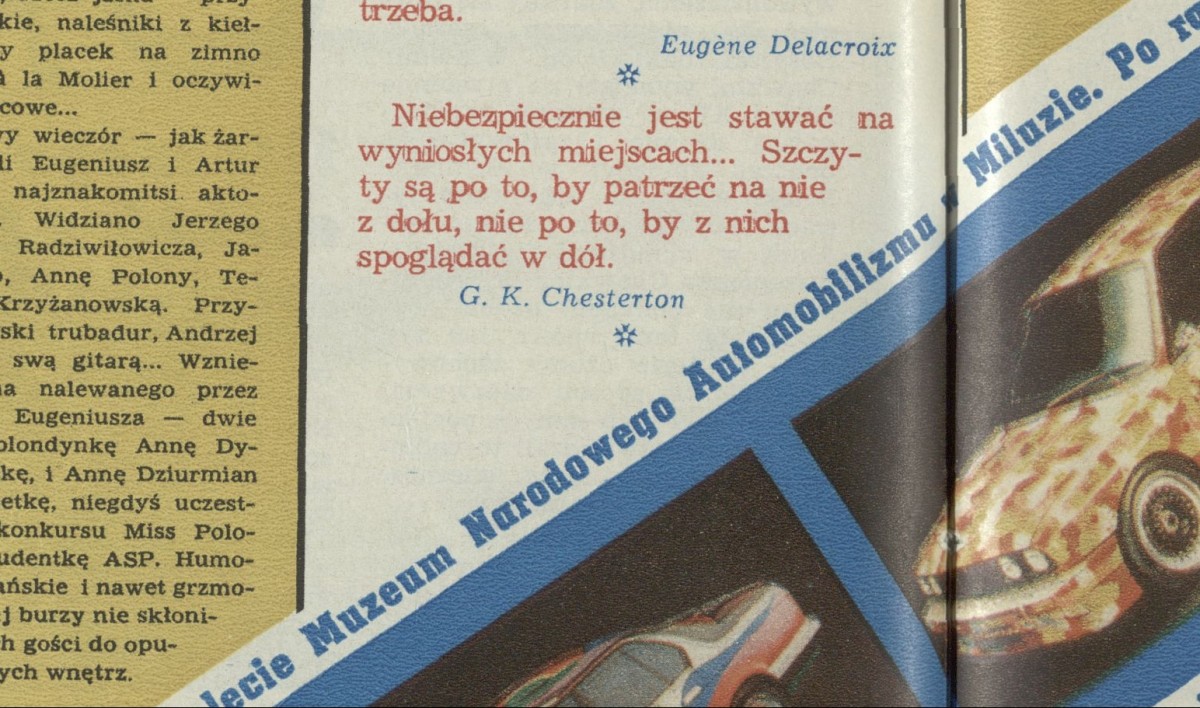 kie, naleśniki z kieł-
placek na zimno
la Molier i oczywi-
cowe...
wieczór — jak żar-
li Eugeniusz i Artur
najznakomitsi akto-
Widziano Jerzego
Radziwiłowicza, Ja-
Annę Polony, Te-
Krzyżanowską. Przy-
ski trubadur, Andrzej
swą gitarą... Wznie-
na nalewanego przez
Eugeniusza — dwie
blondynkę Annę Dy-
kę, i Annę Dziurmian
etkę, niegdyś uczest-
konkursu Miss Polo-
udentkę ASP. Humo-
ańskie i nawet grzmo-
j burzy nie skłoni-
h gości do opu-
ych wnętrz.
trzeba.
Eugène Delacroix
Niebezpiecznie jest stawać na
wyniosłych miejscach... Szczy-
ty są po to, by patrzeć na nie
z dołu, nie po to, by z nich
spoglądać w dół.
G. K. Chesterton
lecie Muzeum Narodowego Automobilizmu w Miluzie. Po